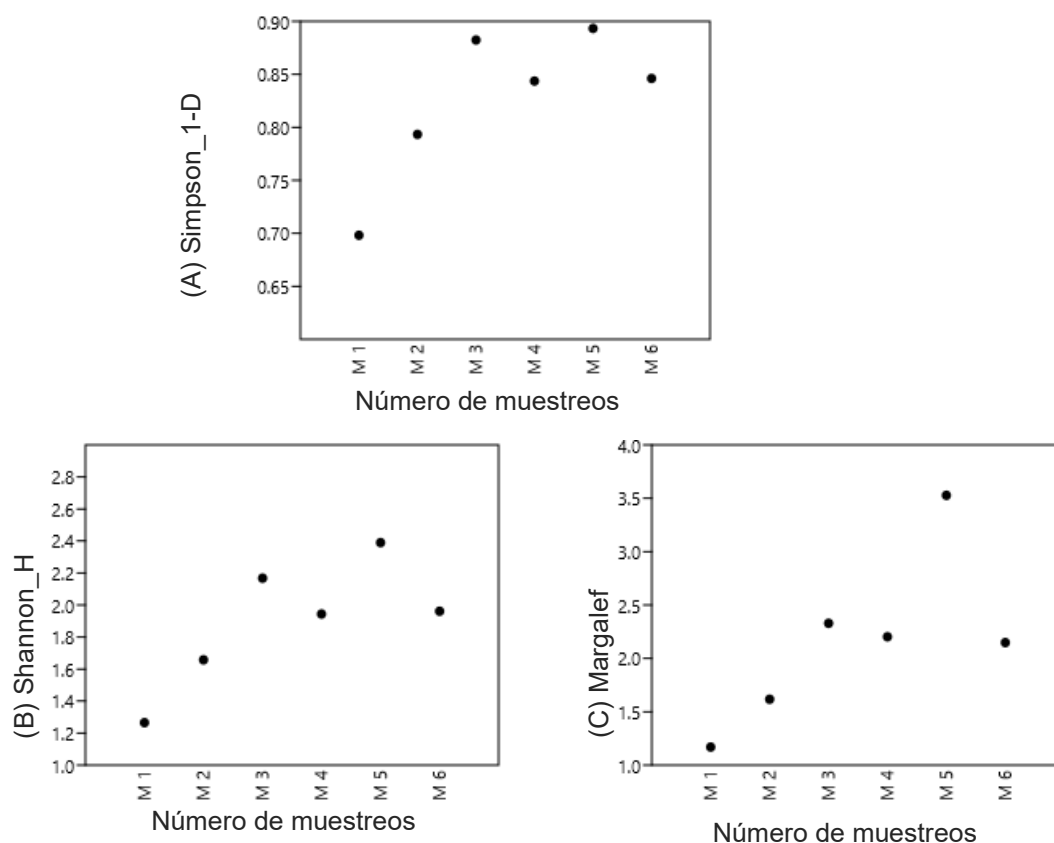 (A) Simpson_1-D
0.90
0.85
0.80
0.75
0.70
0.65
M 1
M 2
M 3
M 4
M 5
M 6
Número de muestreos
(B) Shannon_H
2.8
2.6
2.4
2.2
2.0
1.8
1.6
1.4
1.2
1.0
M 1
M 2
M 3
M 4
M 5
M 6
Número de muestreos
(C) Margalef
4.0
3.5
3.0
2.5
2.0
1.5
1.0
M 1
M 2
M 3
M 4
M 5
M 6
Número de muestreos